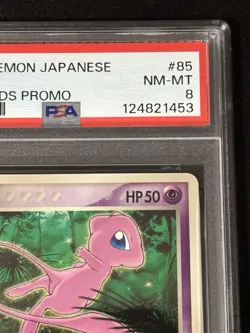 EMON JAPANESE #85
NM-MT
DS PROMO 8
PSA 124821453
HP50